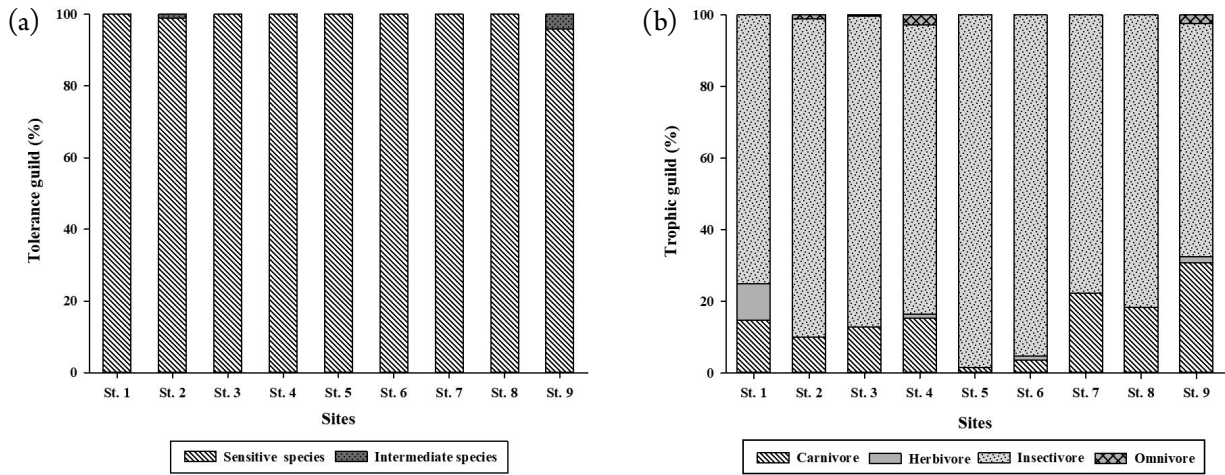 (a)
Tolerance guild (%)
100
80
60
40
20
0
St. 1 St. 2 St. 3 St. 4 St. 5 St. 6 St. 7 St. 8 St. 9
Sites
Sensitive species Intermediate species
(b)
Trophic guild (%)
100
80
60
40
20
0
St. 1 St. 2 St. 3 St. 4 St. 5 St. 6 St. 7 St. 8 St. 9
Sites
Carnivore Herbivore Insectivore Omnivore